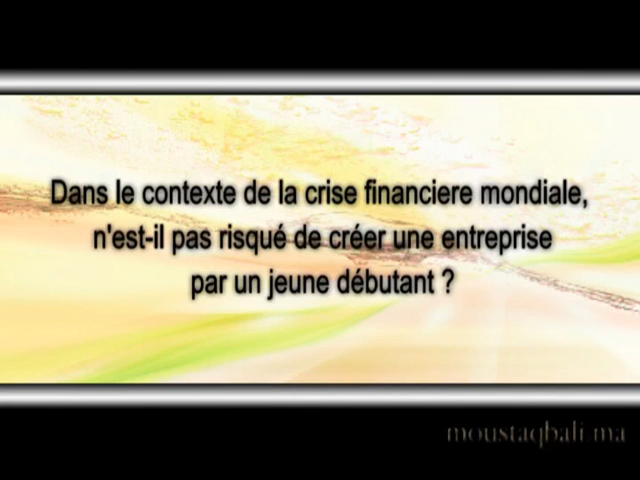 Dans le contexte de la crise financiere mondiale,
n'est-il pas risqué de créer une entreprise
par un jeune débutant ?
moustaqbali.ma